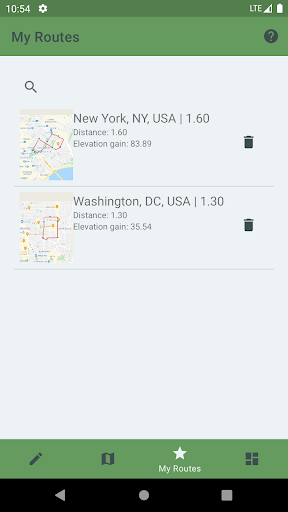 10:54
LTE
My Routes
New York, NY, USA | 1.60
Distance: 1.60
Elevation gain: 83.89
Washington, DC, USA | 1.30
Distance: 1.30
Elevation gain: 35.54
My Routes